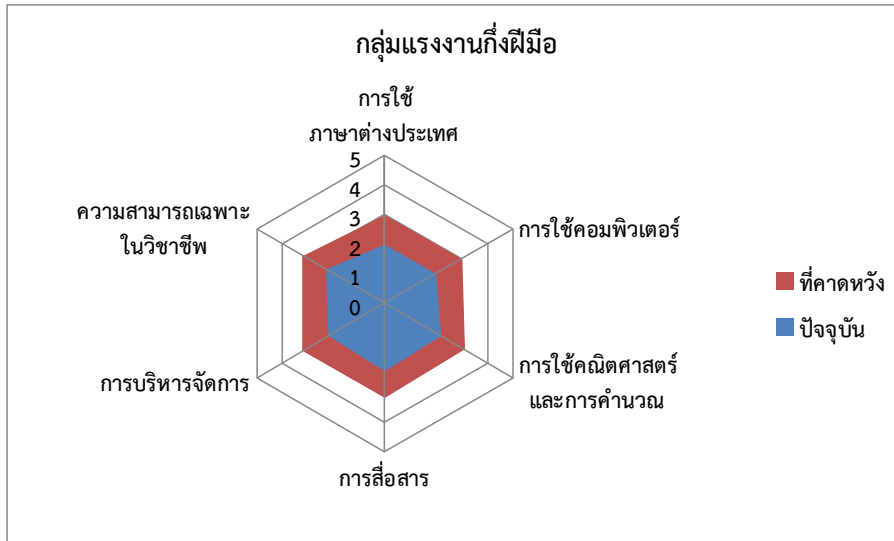 กลุ่มแรงงานกึ่งฝีมือ
การใช้
ภาษาต่างประเทศ
5
4
3
2
1
0
การใช้คอมพิวเตอร์
การใช้คณิตศาสตร์
และการคำนวณ
การสื่อสาร
การบริหารจัดการ
ความสามารถเฉพาะ
ในวิชาชีพ
ที่คาดหวัง
ปัจจุบัน